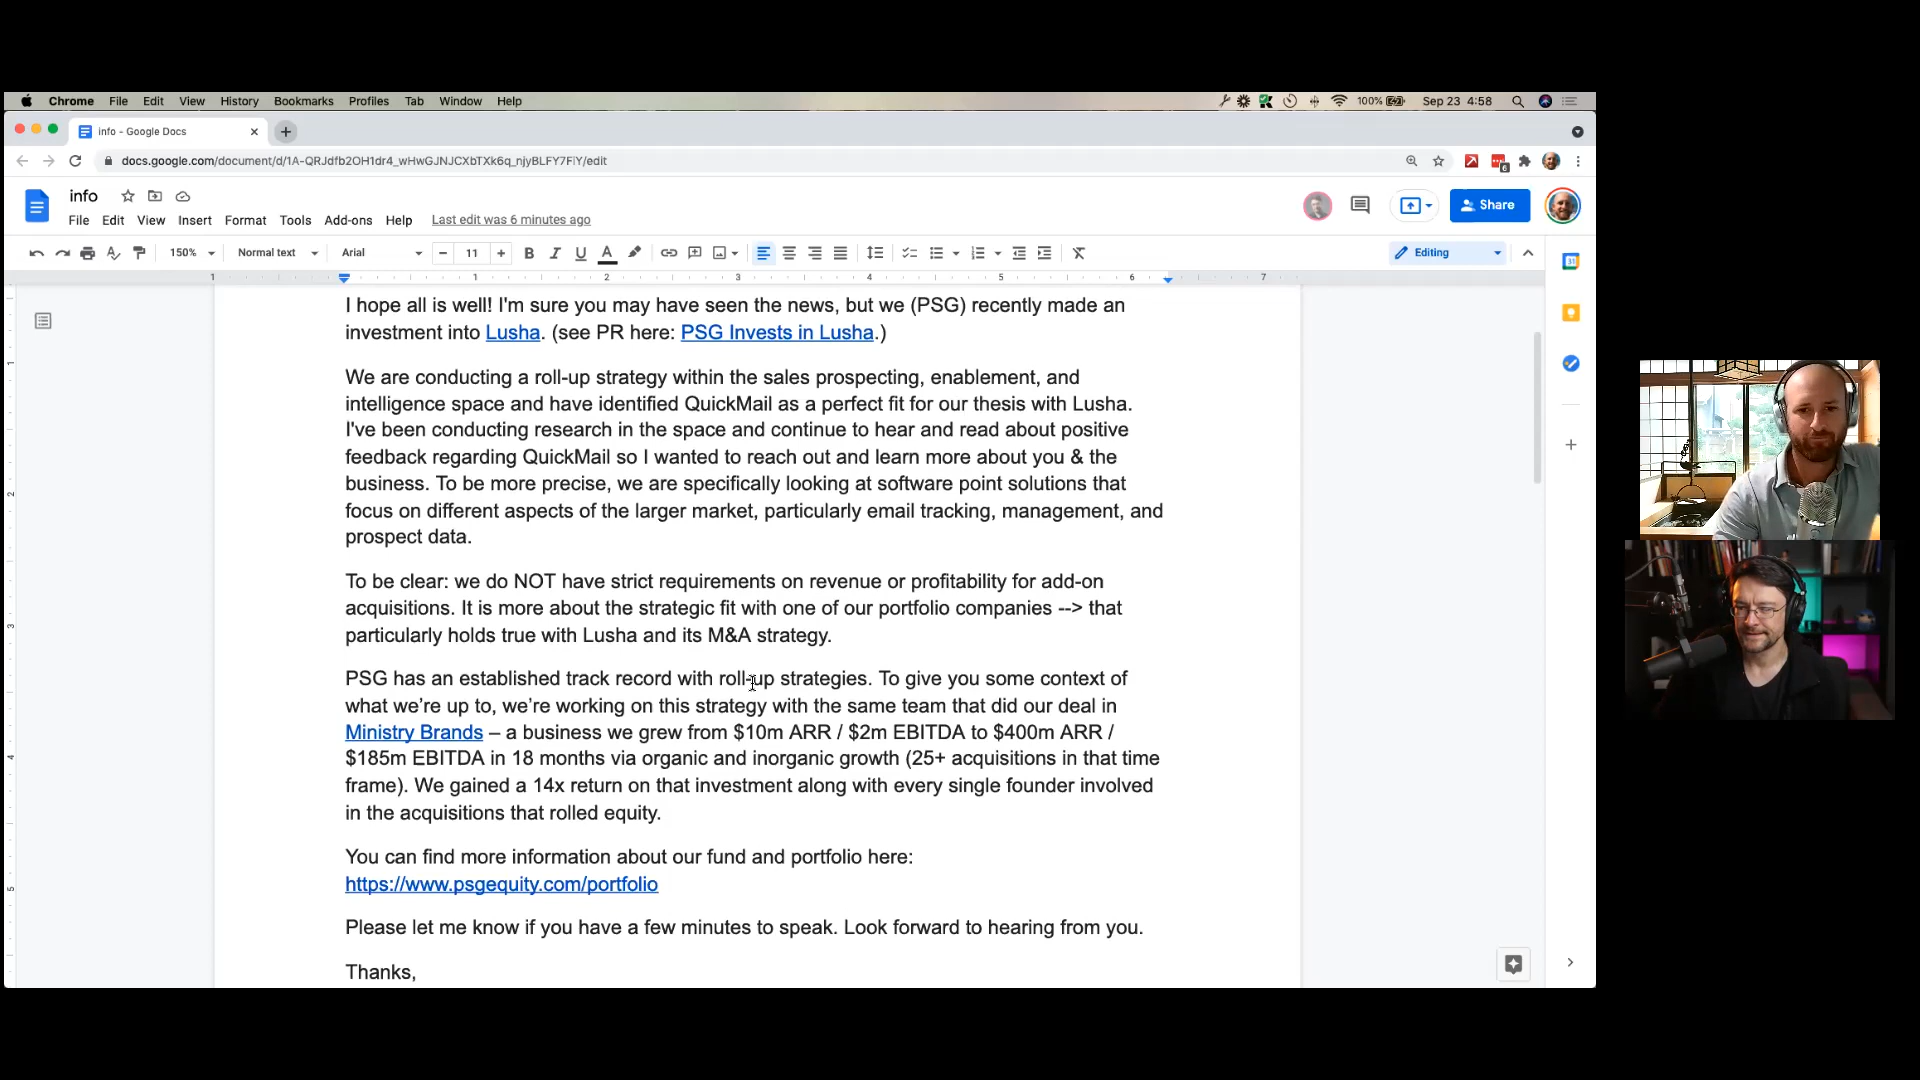 Chrome File Edit View History Bookmarks Profiles Tab Window Help 100% Sep 23 4:58
info - Google Docs
docs.google.com/document/d/1A-QRJdfb2OH1dr4_wHwGJNJCXbTXk6q_njyBLFY7FIY/edit 6
info
Share
File Edit View Insert Format Tools Add-ons Help Last edit was 6 minutes ago
150% Normal text Arial 11 B I U A Editing
1 1 2 3 4 5 6 7
31
I hope all is well! I'm sure you may have seen the news, but we (PSG) recently made an
investment into Lusha. (see PR here: PSG Invests in Lusha.)
We are conducting a roll-up strategy within the sales prospecting, enablement, and
intelligence space and have identified QuickMail as a perfect fit for our thesis with Lusha.
I've been conducting research in the space and continue to hear and read about positive
feedback regarding QuickMail so I wanted to reach out and learn more about you & the
business. To be more precise, we are specifically looking at software point solutions that
focus on different aspects of the larger market, particularly email tracking, management, and
prospect data.
To be clear: we do NOT have strict requirements on revenue or profitability for add-on
acquisitions. It is more about the strategic fit with one of our portfolio companies --> that
particularly holds true with Lusha and its M&A strategy.
PSG has an established track record with roll-up strategies. To give you some context of
what we’re up to, we’re working on this strategy with the same team that did our deal in
Ministry Brands – a business we grew from $10m ARR / $2m EBITDA to $400m ARR /
$185m EBITDA in 18 months via organic and inorganic growth (25+ acquisitions in that time
frame). We gained a 14x return on that investment along with every single founder involved
in the acquisitions that rolled equity.
You can find more information about our fund and portfolio here:
https://www.psgequity.com/portfolio
Please let me know if you have a few minutes to speak. Look forward to hearing from you.
Thanks,
1
2
3
4
5